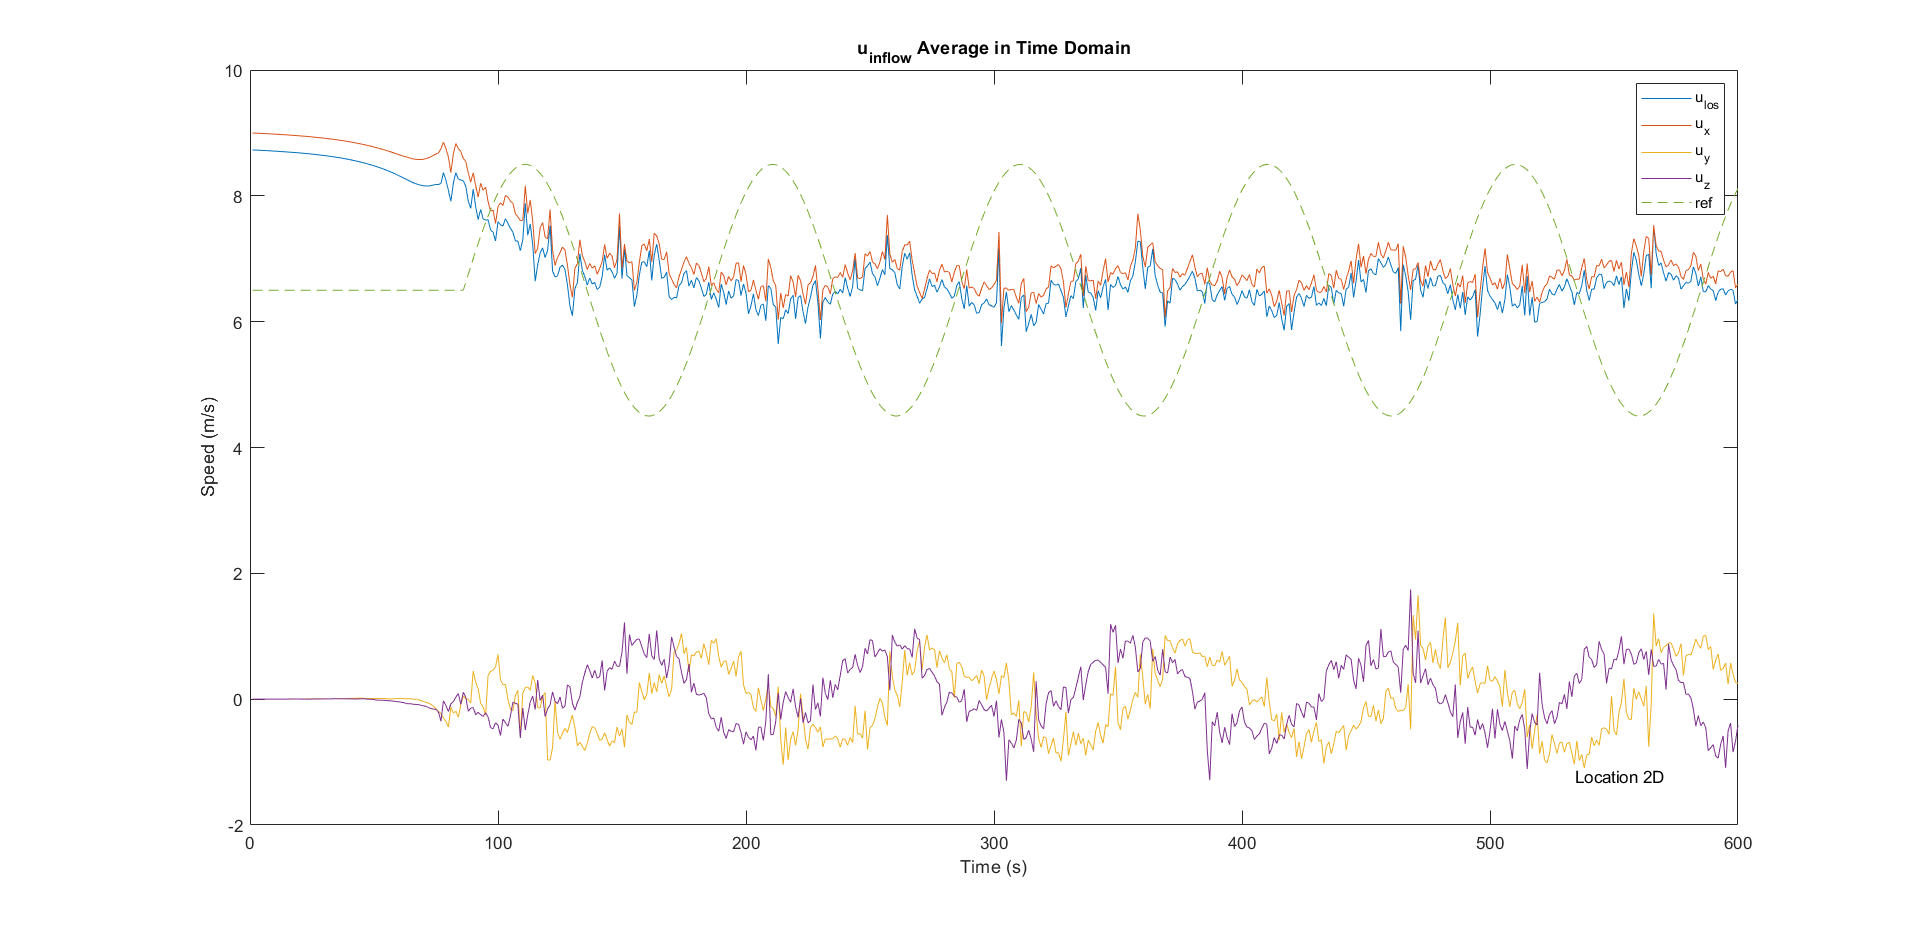 u_inflow Average in Time Domain
10
8
6
4
2
0
-2
Speed (m/s)
u_los
u_x
u_y
u_z
ref
Location 2D
0 100 200 300 400 500 600
Time (s)